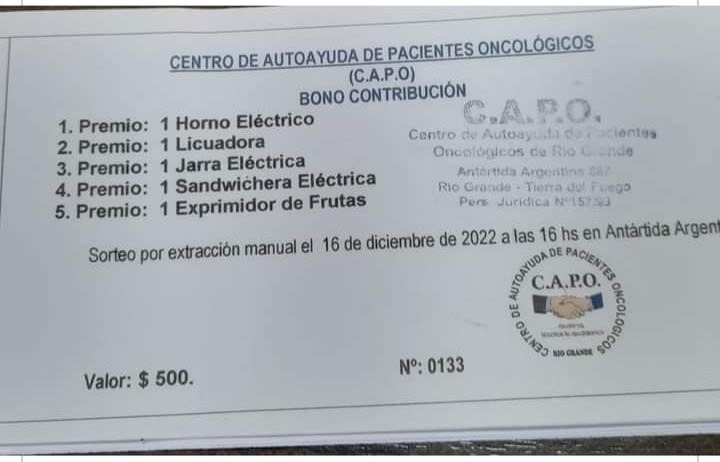 CENTRO DE AUTOAYUDA DE PACIENTES ONCOLÓGICOS
(C.A.P.O)
BONO CONTRIBUCIÓN
1. Premio: 1 Horno Eléctrico
2. Premio: 1 Licuadora
3. Premio: 1 Jarra Eléctrica
4. Premio: 1 Sandwichera Eléctrica
5. Premio: 1 Exprimidor de Frutas
C.A.P.O.
Centro de Autoayuda de Pacientes
Oncológicos de Rio Grande
Antártida Argentina
Rio Grande - Tierra del Fuego
Pers. Jurídica Nº157/93
Sorteo por extracción manual el 16 de diciembre de 2022 a las 16 hs en Antártida Argent
CENTRO DE AUTOAYUDA DE PACIENTES ONCOLOGICOS
C.A.P.O.
RIO GRANDE
Valor: $ 500.
Nº: 0133